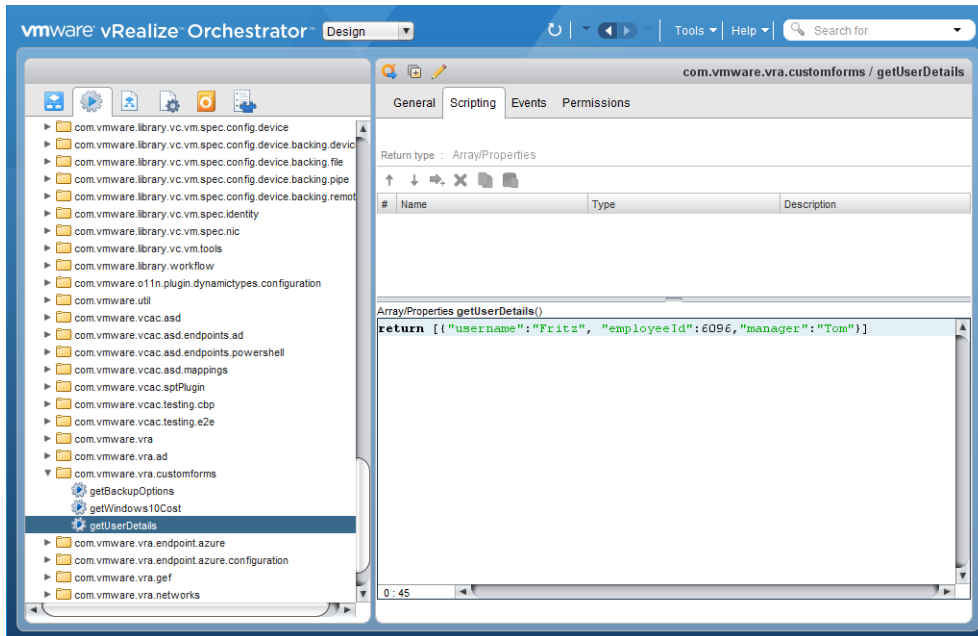 vmware vRealize Orchestrator Design Tools Help Search for
com.vmware.vra.customforms / getUserDetails
General Scripting Events Permissions
Return type : Array/Properties
# Name Type Description
Array/Properties getUserDetails()
return [{"username":"Fritz", "employeeId":6096,"manager":"Tom"}]
0 : 45
com.vmware.library.vc.vm.spec.config.device
com.vmware.library.vc.vm.spec.config.device.backing.devic
com.vmware.library.vc.vm.spec.config.device.backing.file
com.vmware.library.vc.vm.spec.config.device.backing.pipe
com.vmware.library.vc.vm.spec.config.device.backing.remot
com.vmware.library.vc.vm.spec.identity
com.vmware.library.vc.vm.spec.nic
com.vmware.library.vc.vm.tools
com.vmware.library.workflow
com.vmware.o11n.plugin.dynamictypes.configuration
com.vmware.util
com.vmware.vcac.asd
com.vmware.vcac.asd.endpoints.ad
com.vmware.vcac.asd.endpoints.powershell
com.vmware.vcac.asd.mappings
com.vmware.vcac.sptPlugin
com.vmware.vcac.testing.cbp
com.vmware.vcac.testing.e2e
com.vmware.vra
com.vmware.vra.ad
com.vmware.vra.customforms
getBackupOptions
getWindows10Cost
getUserDetails
com.vmware.vra.endpoint.azure
com.vmware.vra.endpoint.azure.configuration
com.vmware.vra.gef
com.vmware.vra.networks